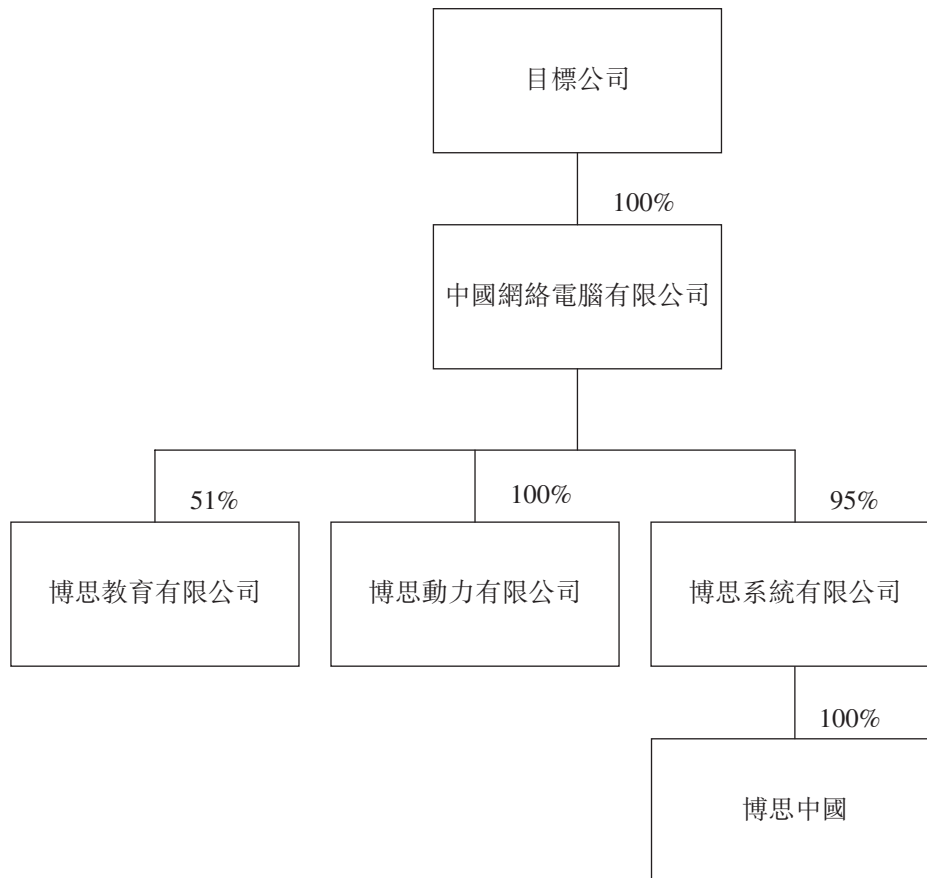 目標公司
100%
中國網絡電腦有限公司
51%
100%
95%
博思教育有限公司
博思動力有限公司
博思系統有限公司
100%
博思中國